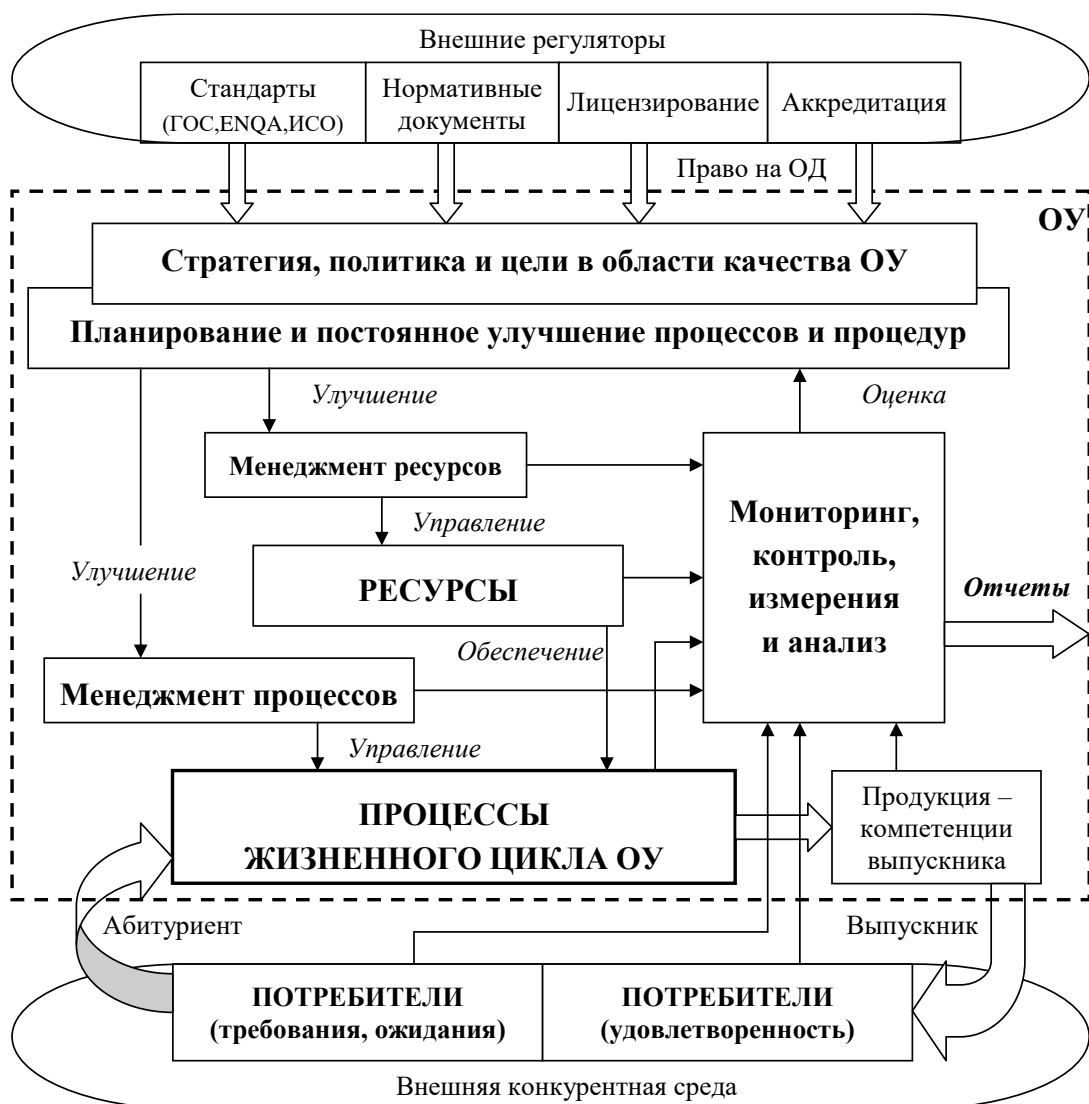 Внешние регуляторы
Стандарты
(ГОС,ENQA,ИСО)
Нормативные
документы
Лицензирование
Аккредитация
Право на ОД
ОУ
Стратегия, политика и цели в области качества ОУ
Планирование и постоянное улучшение процессов и процедур
Улучшение
Оценка
Менеджмент ресурсов
Управление
РЕСУРСЫ
Мониторинг,
контроль,
измерения
и анализ
Улучшение
Отчеты
Обеспечение
Менеджмент процессов
Управление
ПРОЦЕССЫ
ЖИЗНЕННОГО ЦИКЛА ОУ
Продукция –
компетенции
выпускника
Абитуриент
Выпускник
ПОТРЕБИТЕЛИ
(требования, ожидания)
ПОТРЕБИТЕЛИ
(удовлетворенность)
Внешняя конкурентная среда